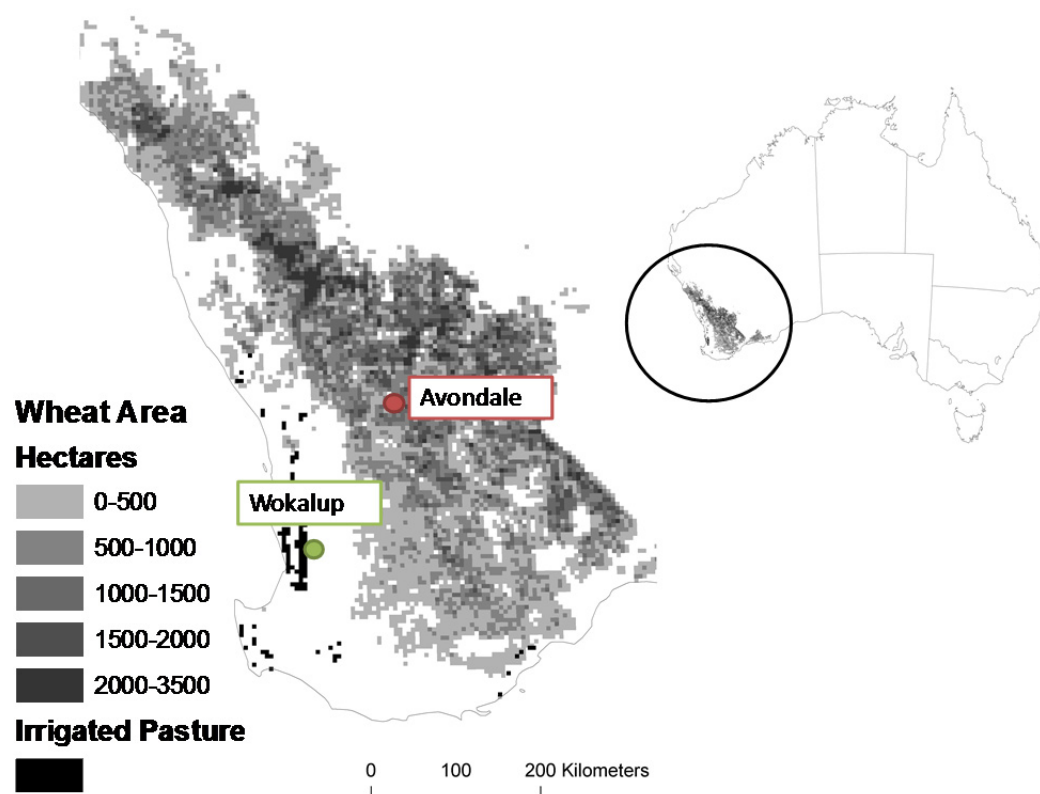 Avondale
Wheat Area
Hectares
Wokalup
0-500
500-1000
1000-1500
1500-2000
2000-3500
Irrigated Pasture
0 100 200 Kilometers